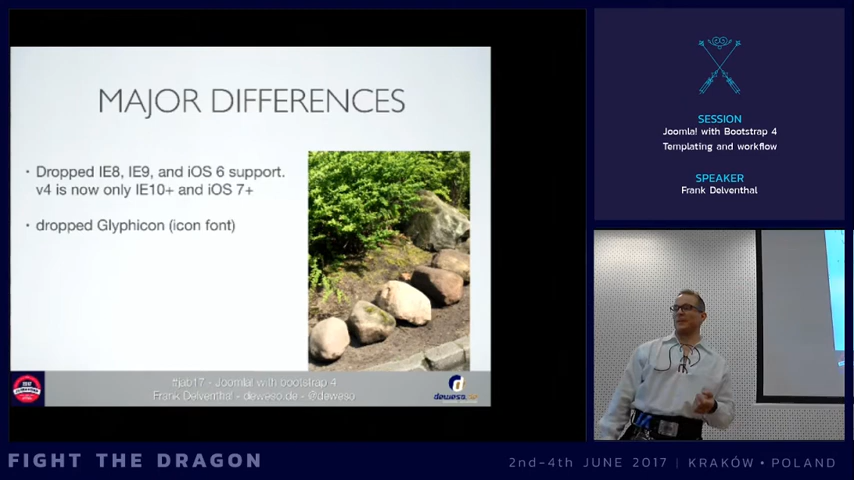 MAJOR DIFFERENCES
• Dropped IE8, IE9, and iOS 6 support.
v4 is now only IE10+ and iOS 7+
• dropped Glyphicon (icon font)
#jab17 - Joomla! with bootstrap 4
Frank Delventhal - deweso.de - @deweso
deweso.de
SESSION
Joomla! with Bootstrap 4
Templating and workflow
SPEAKER
Frank Delventhal
FIGHT THE DRAGON
2nd-4th JUNE 2017 | KRAKÓW • POLAND